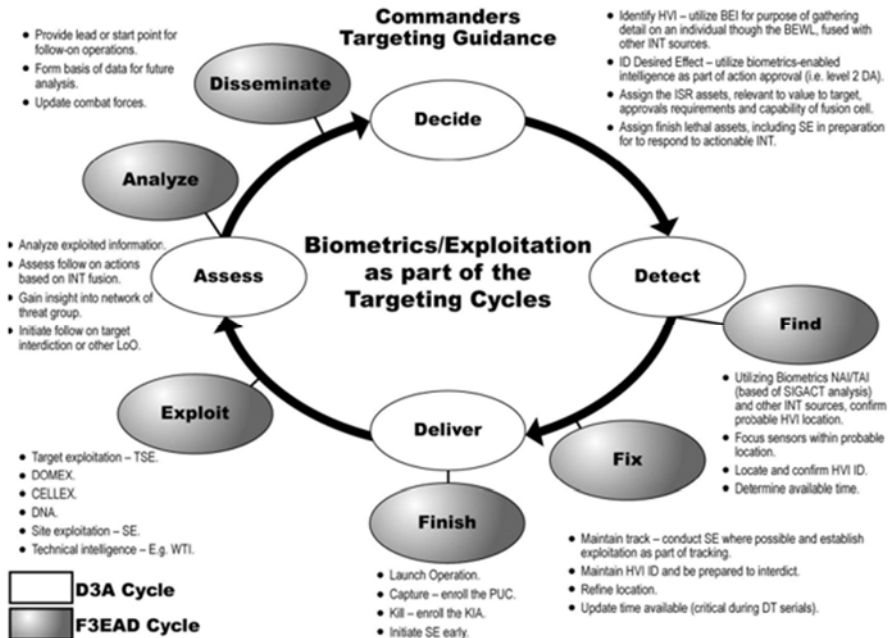 Commanders
Targeting Guidance
• Provide lead or start point for
follow-on operations.
• Form basis of data for future
analysis.
• Update combat forces.
Disseminate
Decide
• Identify HVI – utilize BEI for purpose of gathering
detail on an individual though the BEWL, fused with
other INT sources.
• ID Desired Effect – utilize biometrics-enabled
intelligence as part of action approval (i.e. level 2 DA).
• Assign the ISR assets, relevant to value to target,
approvals requirements and capability of fusion cell.
• Assign finish lethal assets, including SE in preparation
for to respond to actionable INT.
Analyze
• Analyze exploited information.
• Assess follow on actions
based on INT fusion.
• Gain insight into network of
threat group.
• Initiate follow on target
interdiction or other LoO.
Assess
Biometrics/Exploitation
as part of the
Targeting Cycles
Detect
Find
• Utilizing Biometrics NAI/TAI
(based of SIGACT analysis)
and other INT sources, confirm
probable HVI location.
• Focus sensors within probable
location.
• Locate and confirm HVI ID.
• Determine available time.
Exploit
• Target exploitation – TSE.
• DOMEX.
• CELLEX.
• DNA.
• Site exploitation – SE.
• Technical intelligence – E.g. WTI.
Deliver
Fix
• Maintain track – conduct SE where possible and establish
exploitation as part of tracking.
• Maintain HVI ID and be prepared to interdict.
• Refine location.
• Update time available (critical during DT serials).
Finish
• Launch Operation.
• Capture – enroll the PUC.
• Kill – enroll the KIA.
• Initiate SE early.
D3A Cycle
F3EAD Cycle